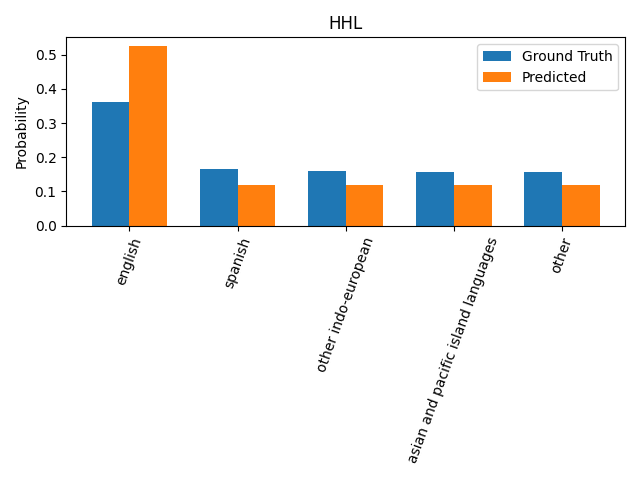 HHL
Ground Truth
Predicted
Probability
0.5
0.4
0.3
0.2
0.1
0.0
english
spanish
other indo-european
asian and pacific island languages
other